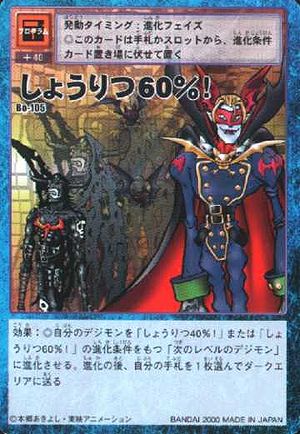 プログラム
+40
発動タイミング：進化フェイズ
◎このカードは手札かスロットから、進化条件
カード置き場に伏せて置く
しょうりつ60%!
Bo-105
効果：◎自分のデジモンを「しょうりつ40%!」または「しょ
うりつ60%!」の進化条件をもつ「次のレベルのデジモン」
に進化させる。進化の後、自分の手札を1枚選んでダークエ
リアに送る
©本郷あきよし・東映アニメーション
BANDAI 2000 MADE IN JAPAN